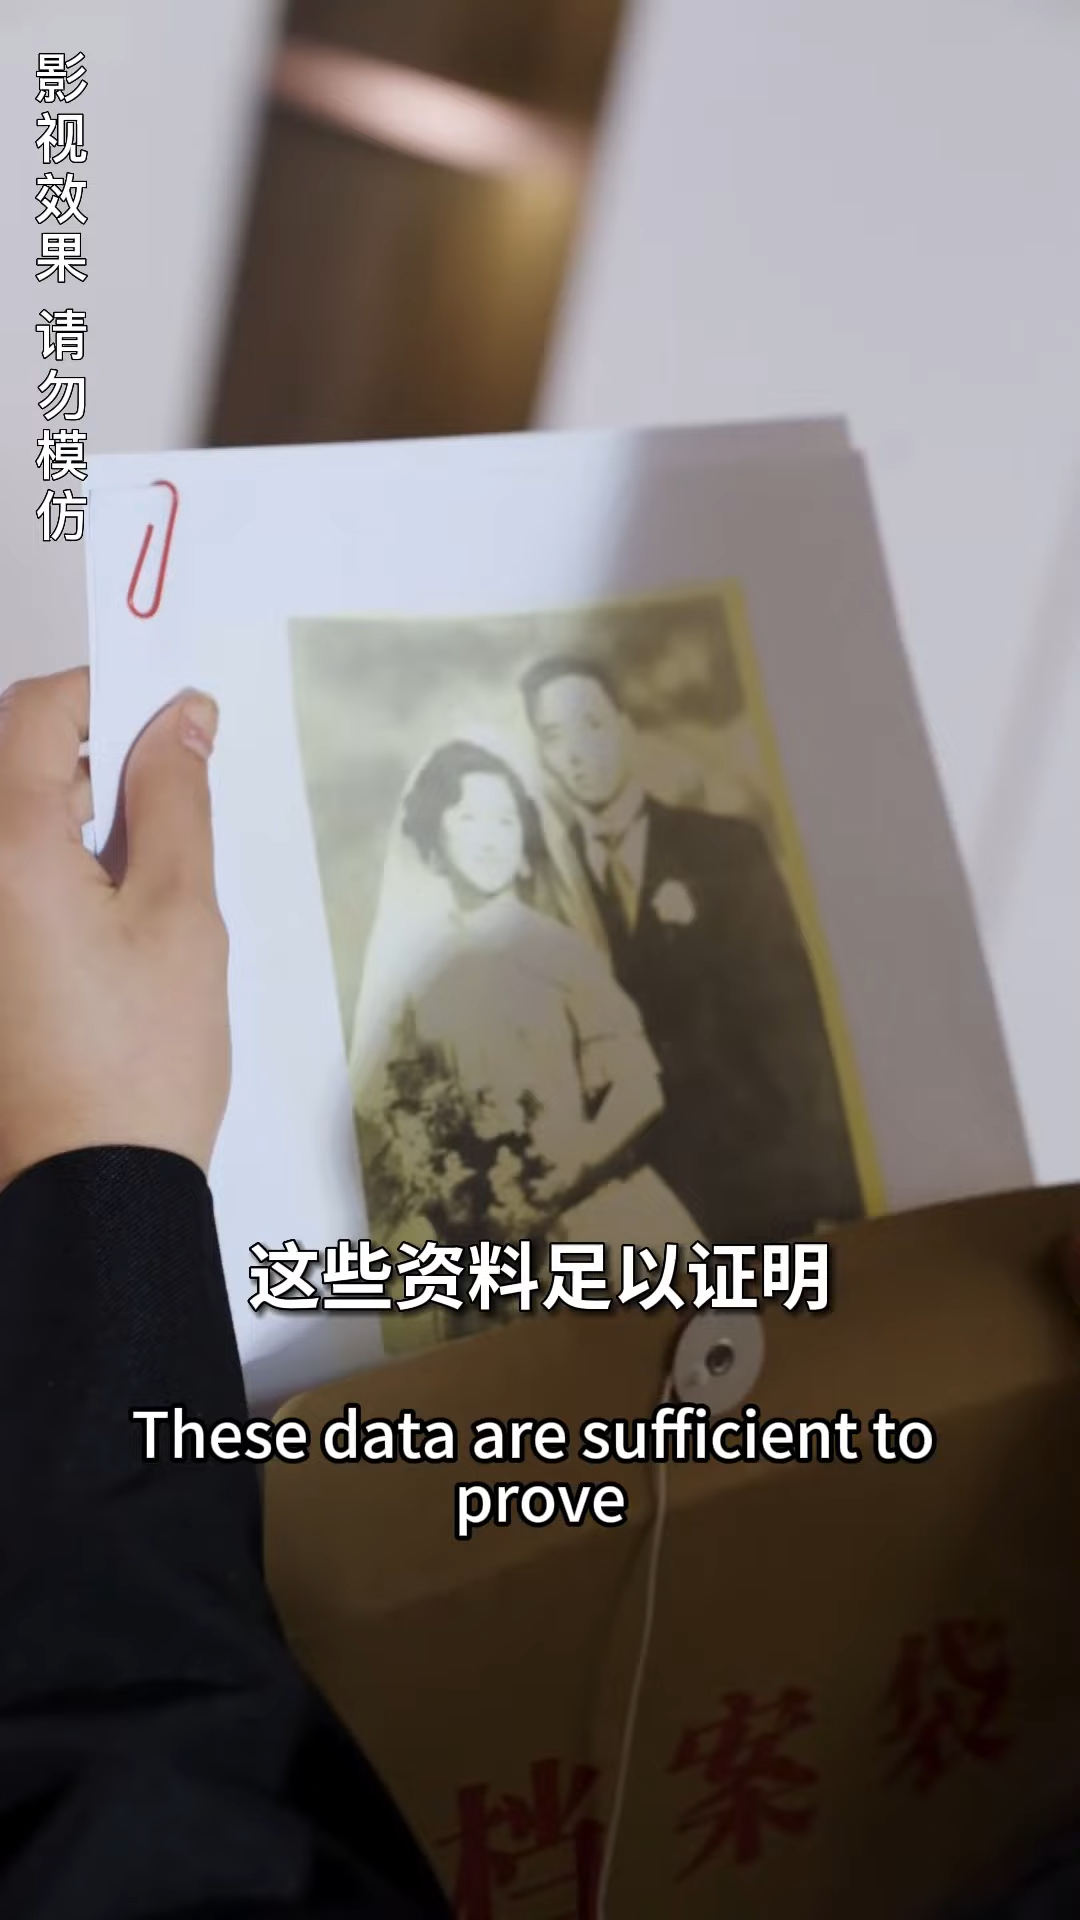 影视效果 请勿模仿
这些资料足以证明
These data are sufficient to
prove
档案袋